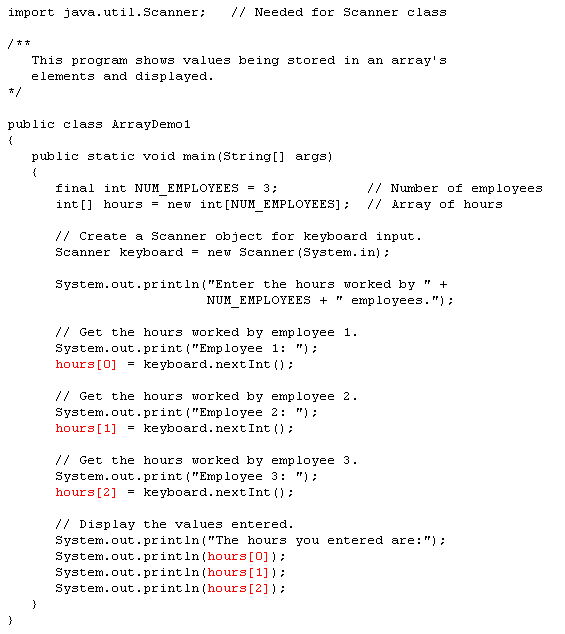 import java.util.Scanner;   // Needed for Scanner class

/**
   This program shows values being stored in an array's
   elements and displayed.
*/

public class ArrayDemo1
{
   public static void main(String[] args)
   {
      final int NUM_EMPLOYEES = 3;           // Number of employees
      int[] hours = new int[NUM_EMPLOYEES];  // Array of hours

      // Create a Scanner object for keyboard input.
      Scanner keyboard = new Scanner(System.in);

      System.out.println("Enter the hours worked by " +
                         NUM_EMPLOYEES + " employees.");

      // Get the hours worked by employee 1.
      System.out.print("Employee 1: ");
      hours[0] = keyboard.nextInt();

      // Get the hours worked by employee 2.
      System.out.print("Employee 2: ");
      hours[1] = keyboard.nextInt();

      // Get the hours worked by employee 3.
      System.out.print("Employee 3: ");
      hours[2] = keyboard.nextInt();

      // Display the values entered.
      System.out.println("The hours you entered are:");
      System.out.println(hours[0]);
      System.out.println(hours[1]);
      System.out.println(hours[2]);
   }
}